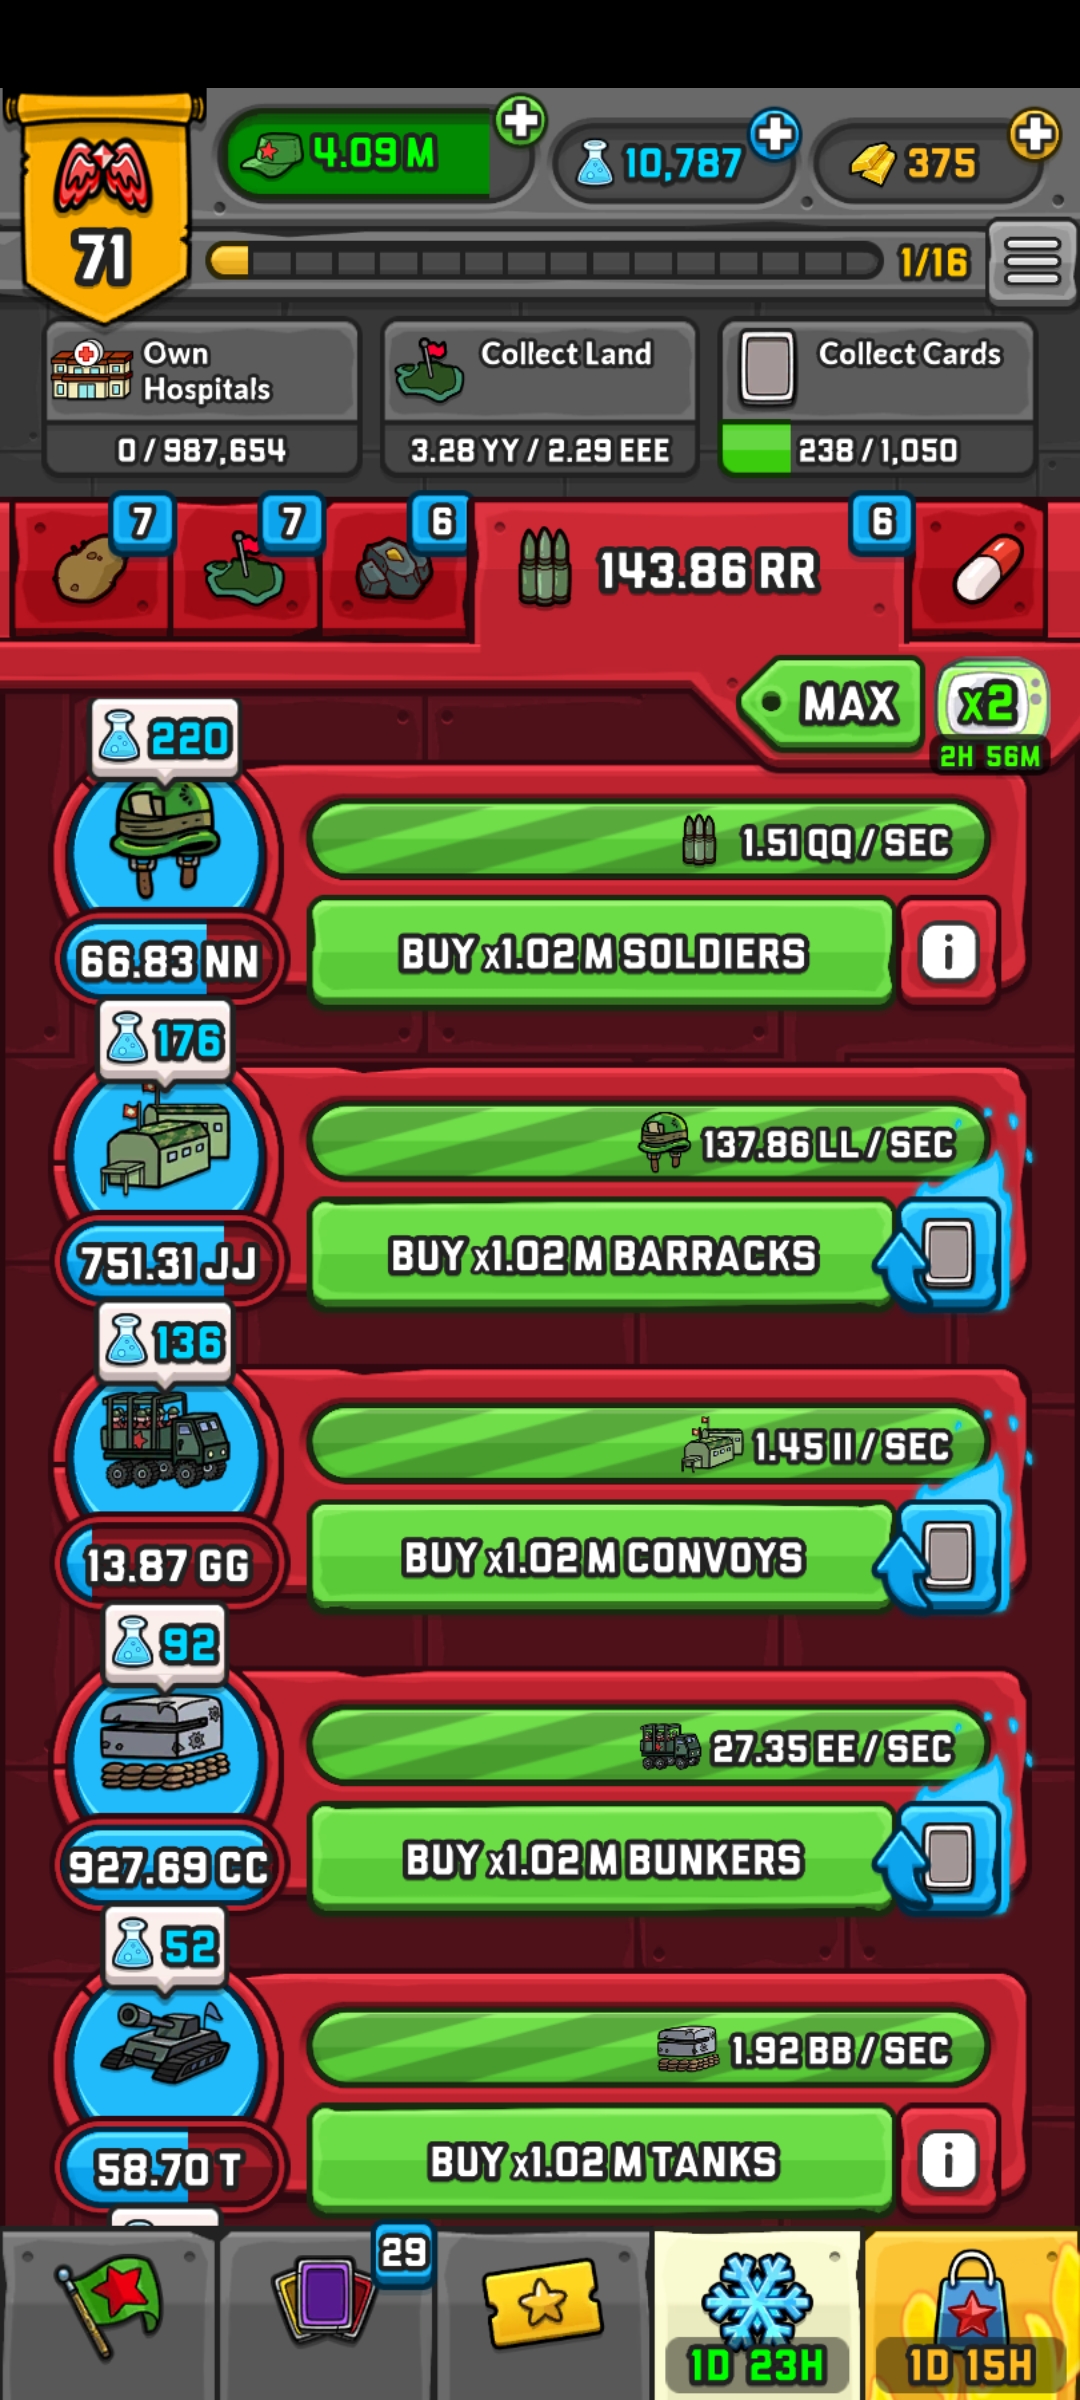 71
4.09 M
10,787
375
1/16
Own
Hospitals
0 / 987,654
Collect Land
3.28 YY / 2.29 EEE
Collect Cards
238 / 1,050
7
7
6
143.86 RR
6
MAX
x2
2H 56M
220
1.51 QQ / SEC
66.83 NN
BUY x1.02 M SOLDIERS
i
176
137.86 LL / SEC
751.31 JJ
BUY x1.02 M BARRACKS
136
1.45 II / SEC
13.87 GG
BUY x1.02 M CONVOYS
92
27.35 EE / SEC
927.69 CC
BUY x1.02 M BUNKERS
52
1.92 BB / SEC
58.70 T
BUY x1.02 M TANKS
i
29
1D 23H
1D 15H